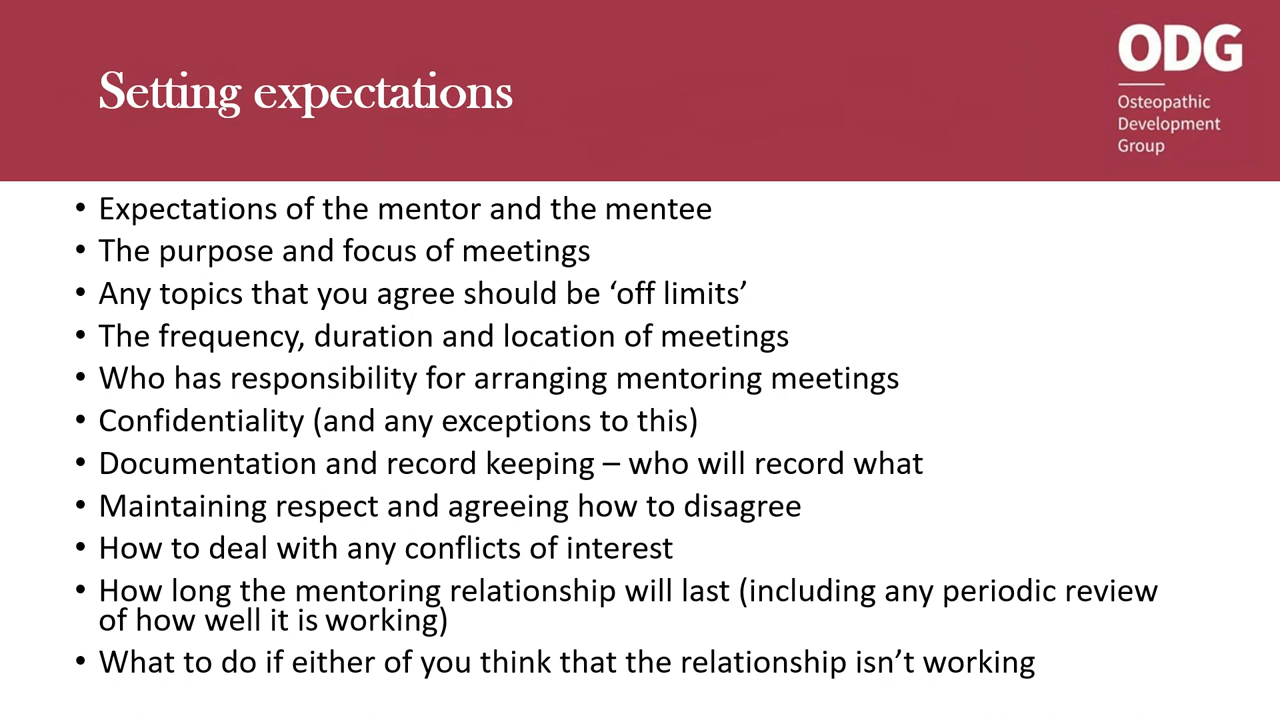 Setting expectations
ODG
Osteopathic
Development
Group
• Expectations of the mentor and the mentee
• The purpose and focus of meetings
• Any topics that you agree should be ‘off limits’
• The frequency, duration and location of meetings
• Who has responsibility for arranging mentoring meetings
• Confidentiality (and any exceptions to this)
• Documentation and record keeping – who will record what
• Maintaining respect and agreeing how to disagree
• How to deal with any conflicts of interest
• How long the mentoring relationship will last (including any periodic review
of how well it is working)
• What to do if either of you think that the relationship isn’t working